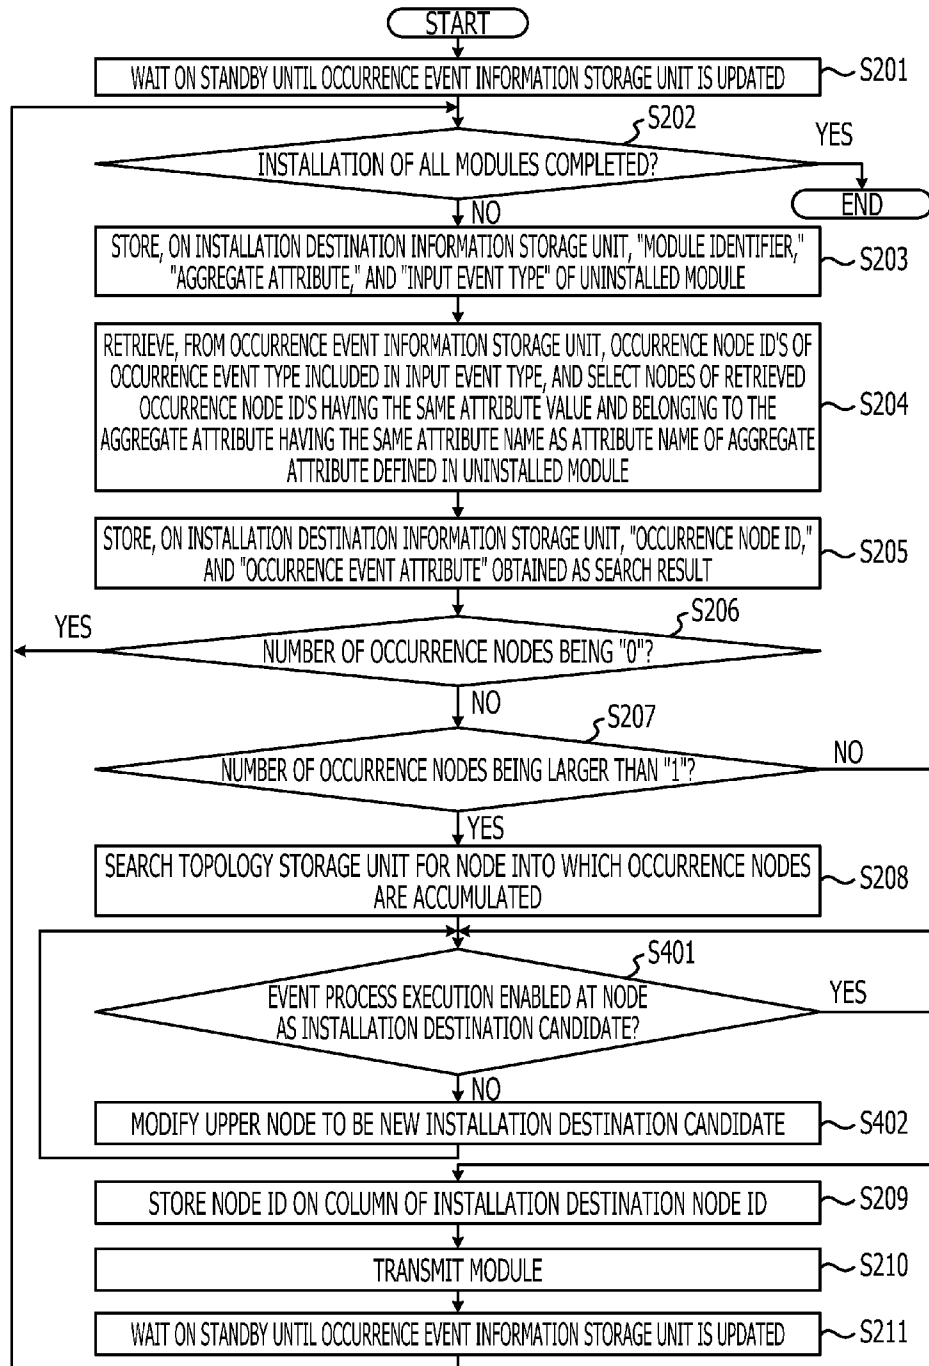 START
WAIT ON STANDBY UNTIL OCCURRENCE EVENT INFORMATION STORAGE UNIT IS UPDATED
S201
S202
YES
INSTALLATION OF ALL MODULES COMPLETED?
END
NO
STORE, ON INSTALLATION DESTINATION INFORMATION STORAGE UNIT, "MODULE IDENTIFIER,"
"AGGREGATE ATTRIBUTE," AND "INPUT EVENT TYPE" OF UNINSTALLED MODULE
S203
RETRIEVE, FROM OCCURRENCE EVENT INFORMATION STORAGE UNIT, OCCURRENCE NODE ID'S OF
OCCURRENCE EVENT TYPE INCLUDED IN INPUT EVENT TYPE, AND SELECT NODES OF RETRIEVED
OCCURRENCE NODE ID'S HAVING THE SAME ATTRIBUTE VALUE AND BELONGING TO THE
AGGREGATE ATTRIBUTE HAVING THE SAME ATTRIBUTE NAME AS ATTRIBUTE NAME OF AGGREGATE
ATTRIBUTE DEFINED IN UNINSTALLED MODULE
S204
STORE, ON INSTALLATION DESTINATION INFORMATION STORAGE UNIT, "OCCURRENCE NODE ID,"
AND "OCCURRENCE EVENT ATTRIBUTE" OBTAINED AS SEARCH RESULT
S205
S206
YES
NUMBER OF OCCURRENCE NODES BEING "0"?
NO
S207
NUMBER OF OCCURRENCE NODES BEING LARGER THAN "1"?
NO
YES
SEARCH TOPOLOGY STORAGE UNIT FOR NODE INTO WHICH OCCURRENCE NODES
ARE ACCUMULATED
S208
S401
EVENT PROCESS EXECUTION ENABLED AT NODE
AS INSTALLATION DESTINATION CANDIDATE?
YES
NO
MODIFY UPPER NODE TO BE NEW INSTALLATION DESTINATION CANDIDATE
S402
STORE NODE ID ON COLUMN OF INSTALLATION DESTINATION NODE ID
S209
TRANSMIT MODULE
S210
WAIT ON STANDBY UNTIL OCCURRENCE EVENT INFORMATION STORAGE UNIT IS UPDATED
S211